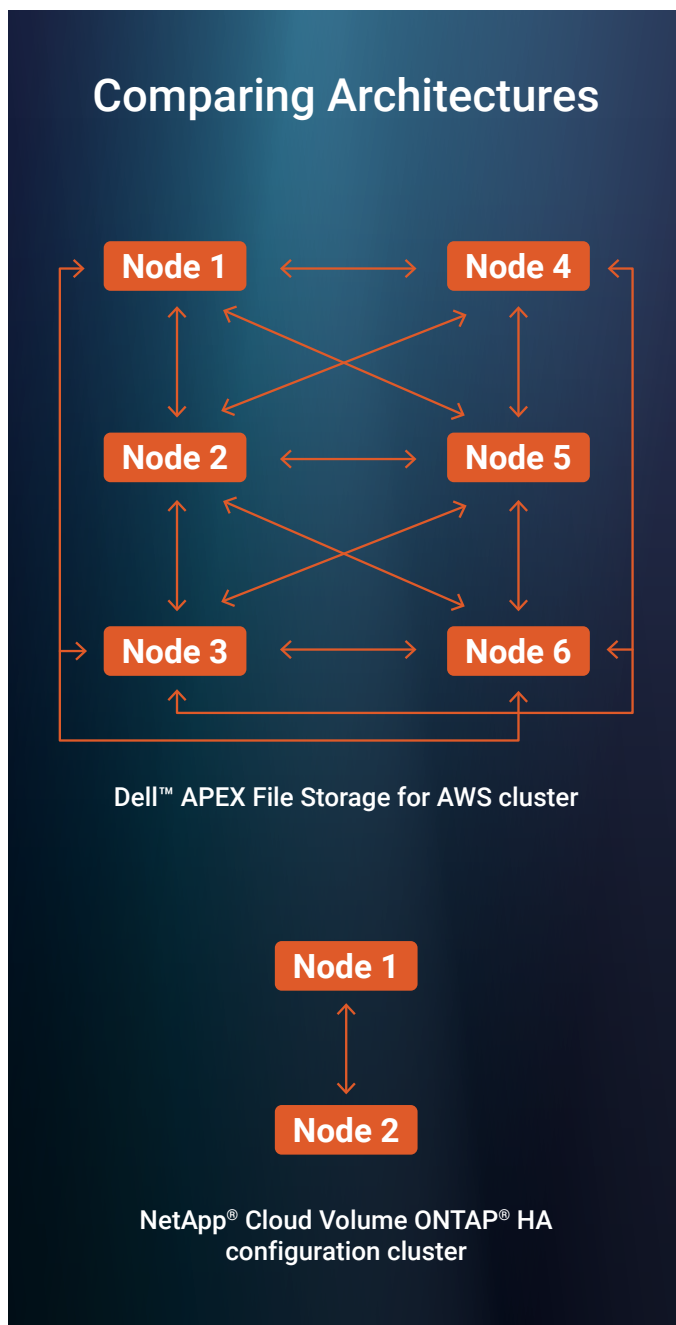 Comparing Architectures
Node 1
Node 4
Node 2
Node 5
Node 3
Node 6
Dell™ APEX File Storage for AWS cluster
Node 1
Node 2
NetApp® Cloud Volume ONTAP® HA
configuration cluster